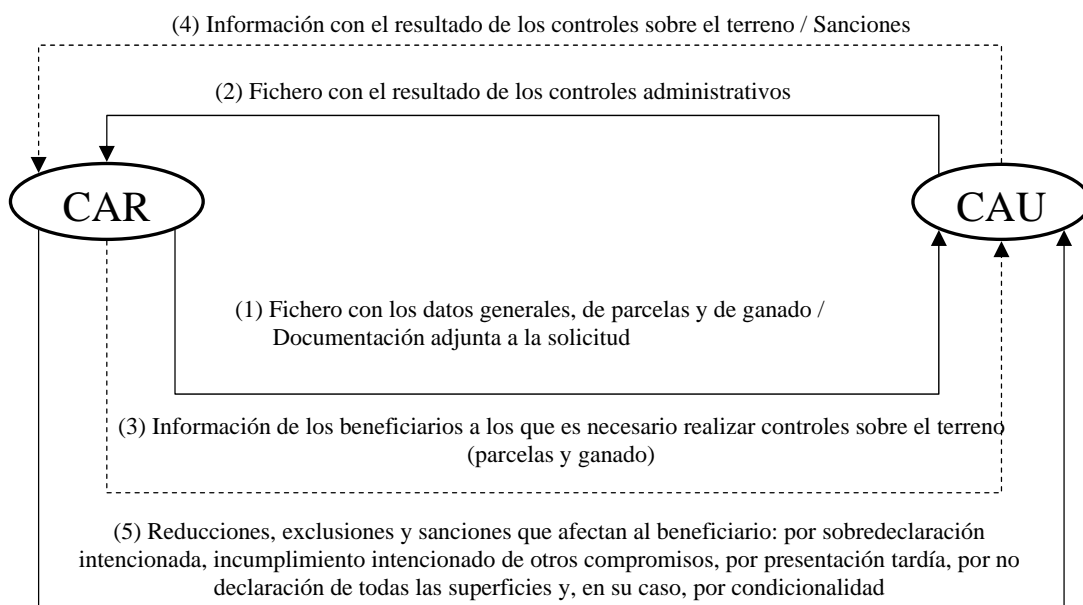 (4) Información con el resultado de los controles sobre el terreno / Sanciones
(2) Fichero con el resultado de los controles administrativos
CAR
CAU
(1) Fichero con los datos generales, de parcelas y de ganado /
Documentación adjunta a la solicitud
(3) Información de los beneficiarios a los que es necesario realizar controles sobre el terreno
(parcelas y ganado)
(5) Reducciones, exclusiones y sanciones que afectan al beneficiario: por sobredeclaración
intencionada, incumplimiento intencionado de otros compromisos, por presentación tardía, por no
declaración de todas las superficies y, en su caso, por condicionalidad